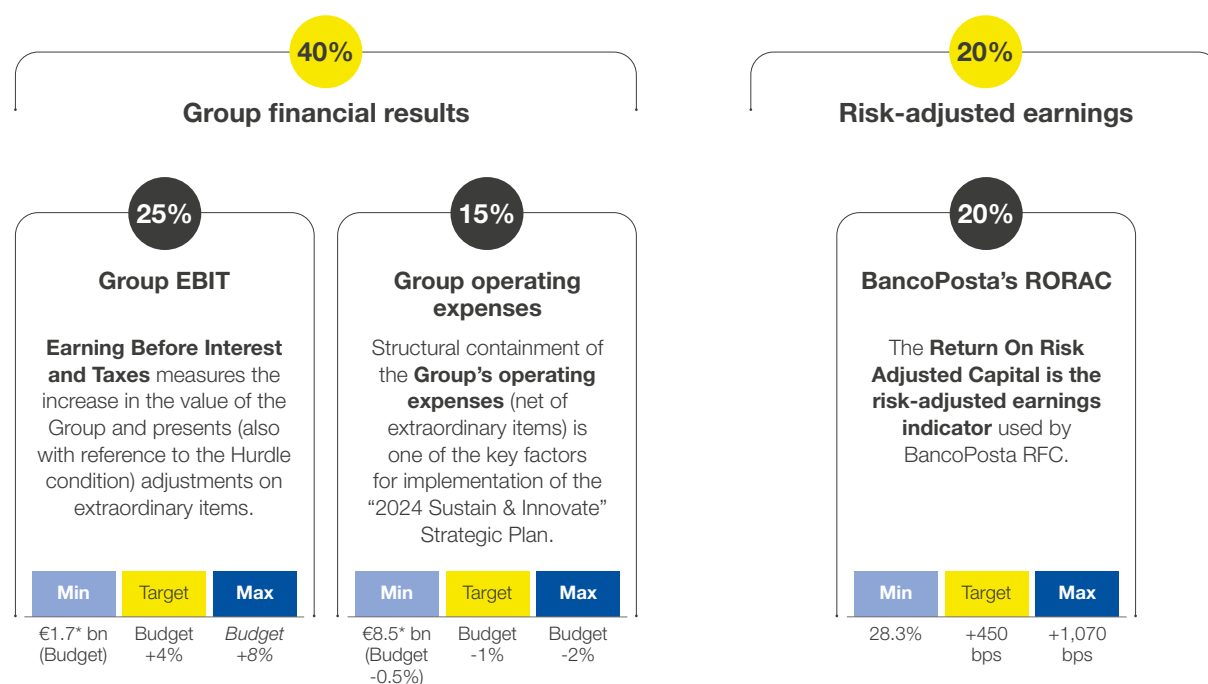 40%
Group financial results
25%
Group EBIT
Earning Before Interest
and Taxes measures the
increase in the value of the
Group and presents (also
with reference to the Hurdle
condition) adjustments on
extraordinary items.
Min
Target
Max
€1.7* bn
(Budget)
Budget
+4%
Budget
+8%
15%
Group operating
expenses
Structural containment of
the Group's operating
expenses (net of
extraordinary items) is
one of the key factors
for implementation of the
“2024 Sustain & Innovate”
Strategic Plan.
Min
Target
Max
€8.5* bn
(Budget
-0.5%)
Budget
-1%
Budget
-2%
20%
Risk-adjusted earnings
20%
BancoPosta's RORAC
The Return On Risk
Adjusted Capital is the
risk-adjusted earnings
indicator used by
BancoPosta RFC.
Min
Target
Max
28.3%
+450
bps
+1,070
bps